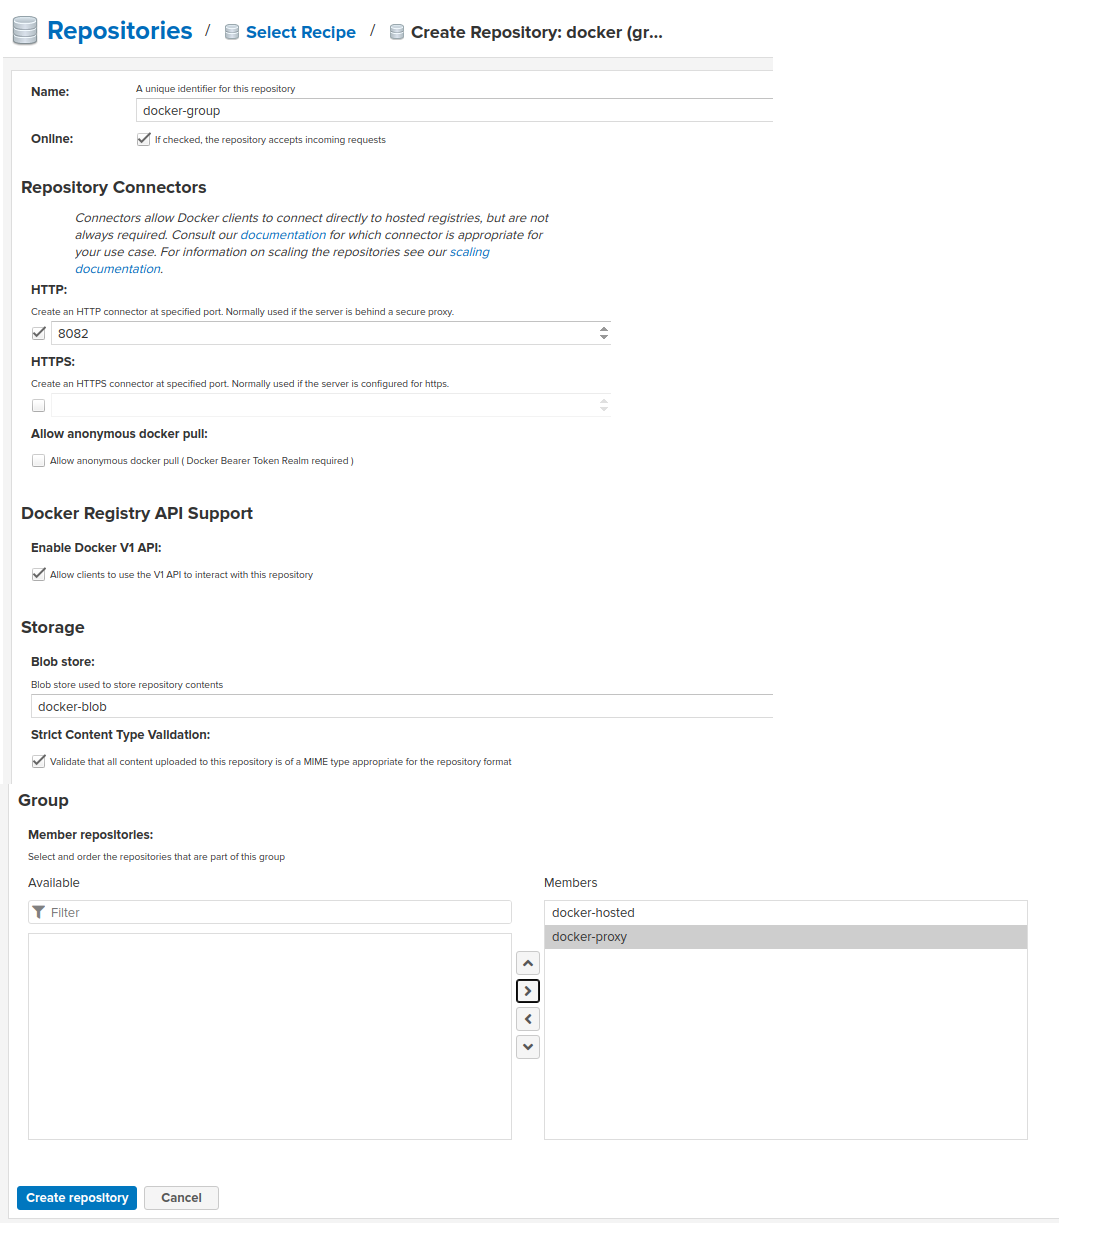 Repositories / Select Recipe / Create Repository: docker (gr...
Name:
A unique identifier for this repository
docker-group
Online:
If checked, the repository accepts incoming requests
Repository Connectors
Connectors allow Docker clients to connect directly to hosted registries, but are not
always required. Consult our documentation for which connector is appropriate for
your use case. For information on scaling the repositories see our scaling
documentation.
HTTP:
Create an HTTP connector at specified port. Normally used if the server is behind a secure proxy.
8082
HTTPS:
Create an HTTPS connector at specified port. Normally used if the server is configured for https.
Allow anonymous docker pull:
Allow anonymous docker pull ( Docker Bearer Token Realm required )
Docker Registry API Support
Enable Docker V1 API:
Allow clients to use the V1 API to interact with this repository
Storage
Blob store:
Blob store used to store repository contents
docker-blob
Strict Content Type Validation:
Validate that all content uploaded to this repository is of a MIME type appropriate for the repository format
Group
Member repositories:
Select and order the repositories that are part of this group
Available
Filter
Members
docker-hosted
docker-proxy
Create repository
Cancel